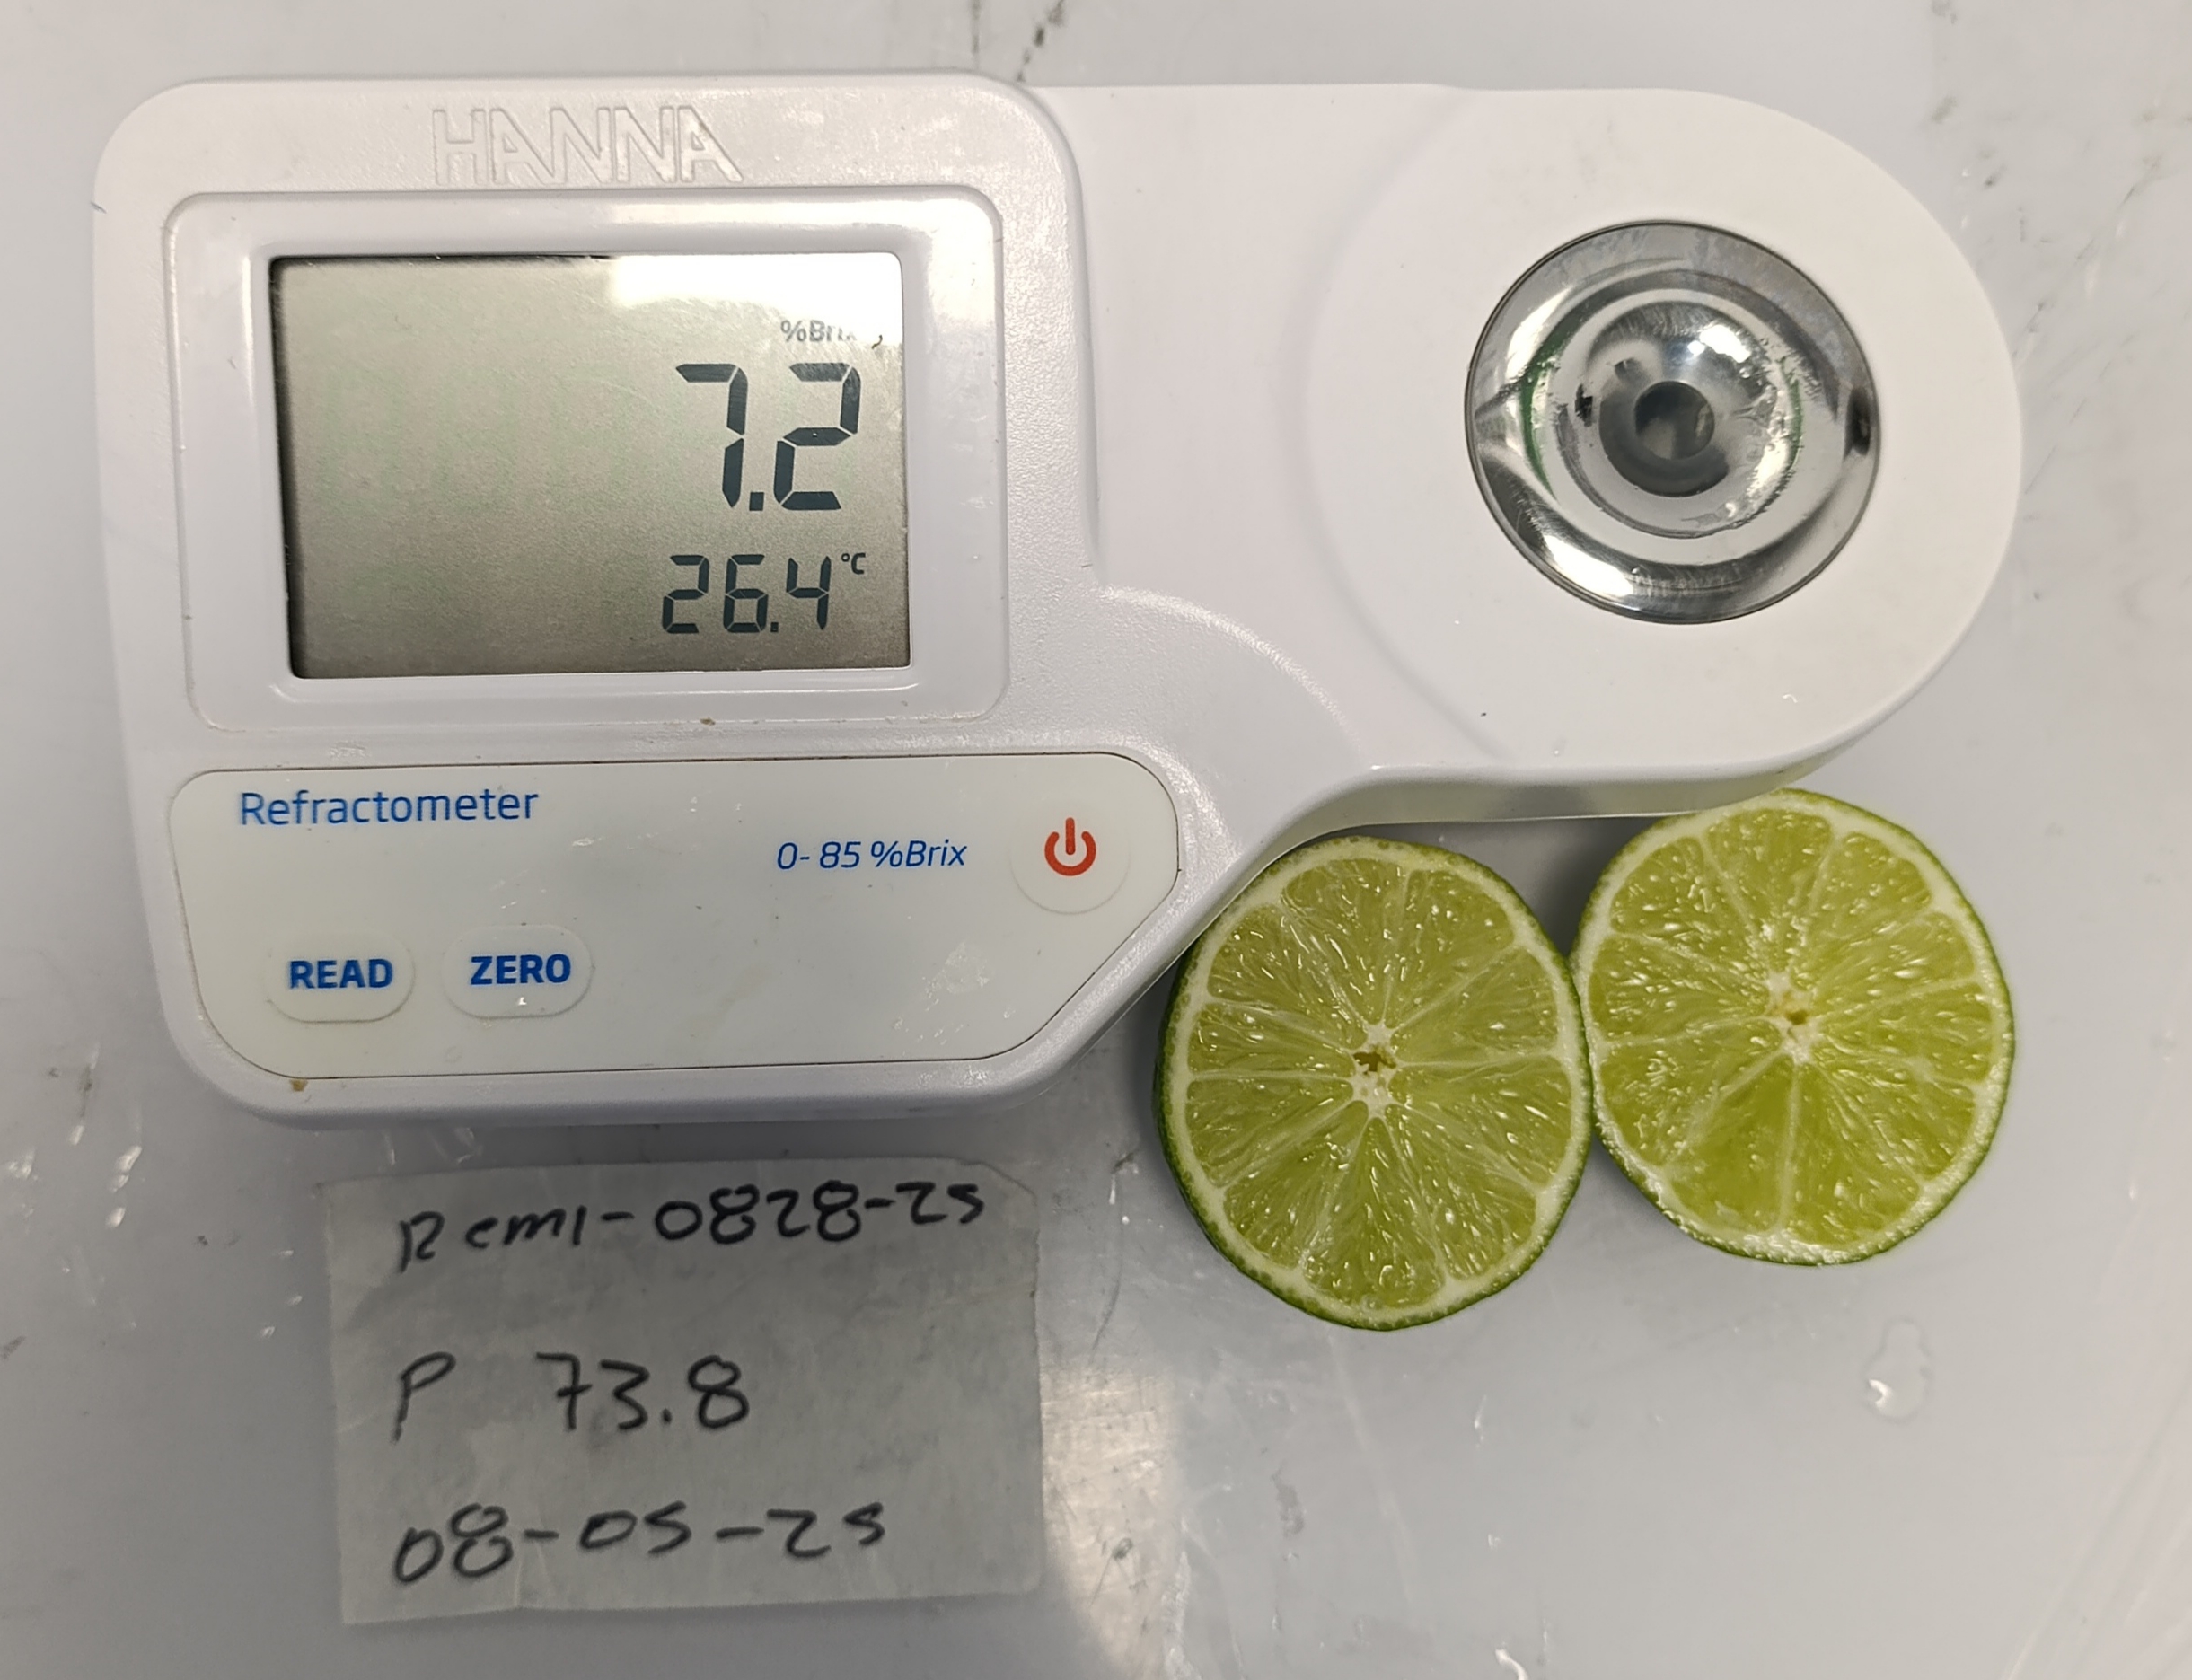 HANNA
%Brix
7.2
26.4 °C
Refractometer
0-85 %Brix
READ ZERO
Remi-0828-25
P 73.8
08-05-25